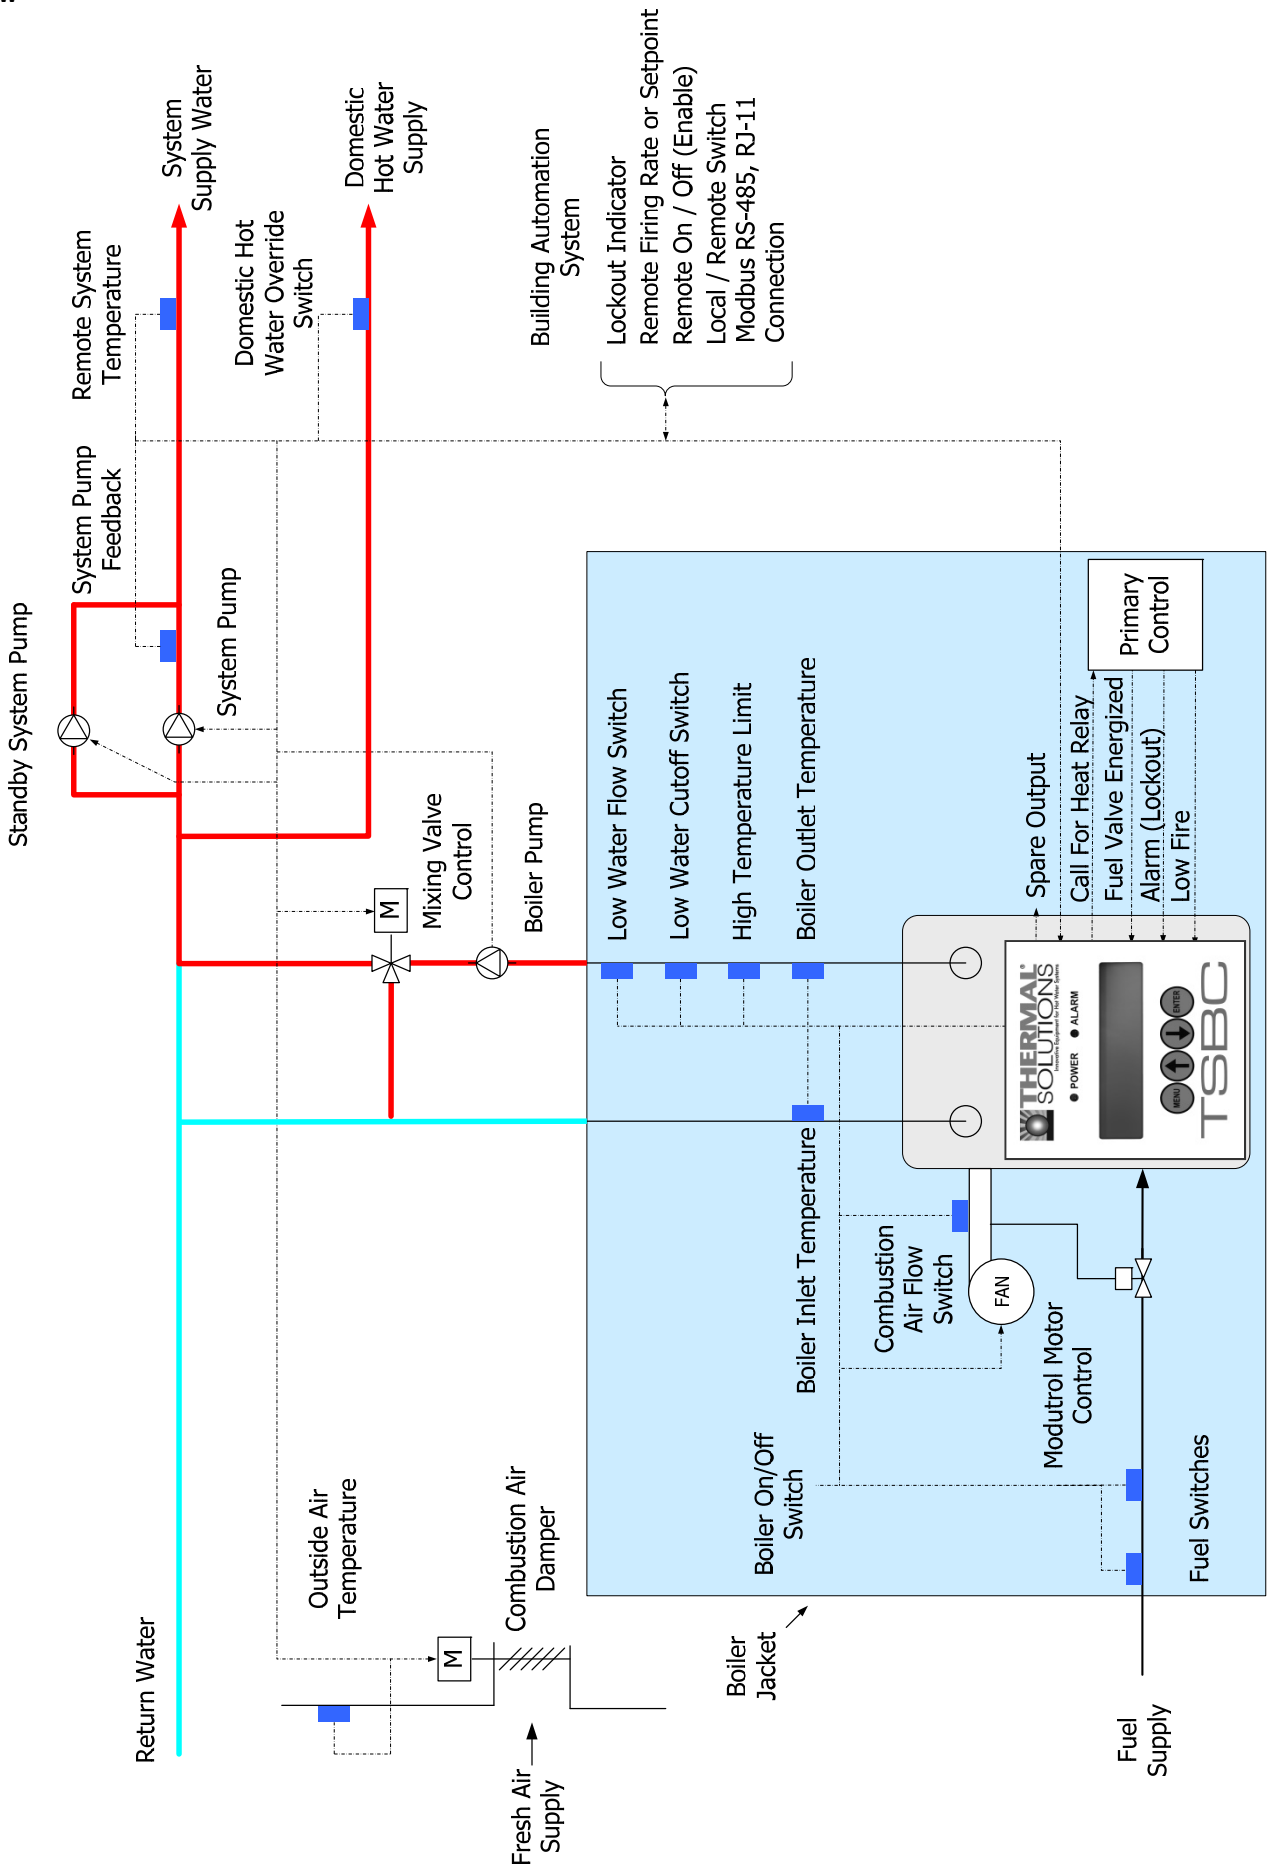 Standby System Pump
System Pump
Feedback
Remote System
Temperature
System
Supply Water
System Pump
Domestic Hot
Water Override
Switch
Domestic
Hot Water
Supply
Building Automation
System
Lockout Indicator
Remote Firing Rate or Setpoint
Remote On / Off (Enable)
Local / Remote Switch
Modbus RS-485, RJ-11
Connection
M
Mixing Valve
Control
Boiler Pump
Low Water Flow Switch
Low Water Cutoff Switch
High Temperature Limit
Boiler Outlet Temperature
Spare Output
Call For Heat Relay
Fuel Valve Energized
Alarm (Lockout)
Low Fire
Primary
Control
THERMAL®
SOLUTIONS
Innovative Equipment for Hot Water Systems
POWER
ALARM
MENU
ENTER
TSBC
Boiler Inlet Temperature
Combustion
Air Flow
Switch
FAN
Modutrol Motor
Control
Boiler On/Off
Switch
Fuel Switches
Return Water
Outside Air
Temperature
M
Combustion Air
Damper
Fresh Air
Supply
Boiler
Jacket
Fuel
Supply